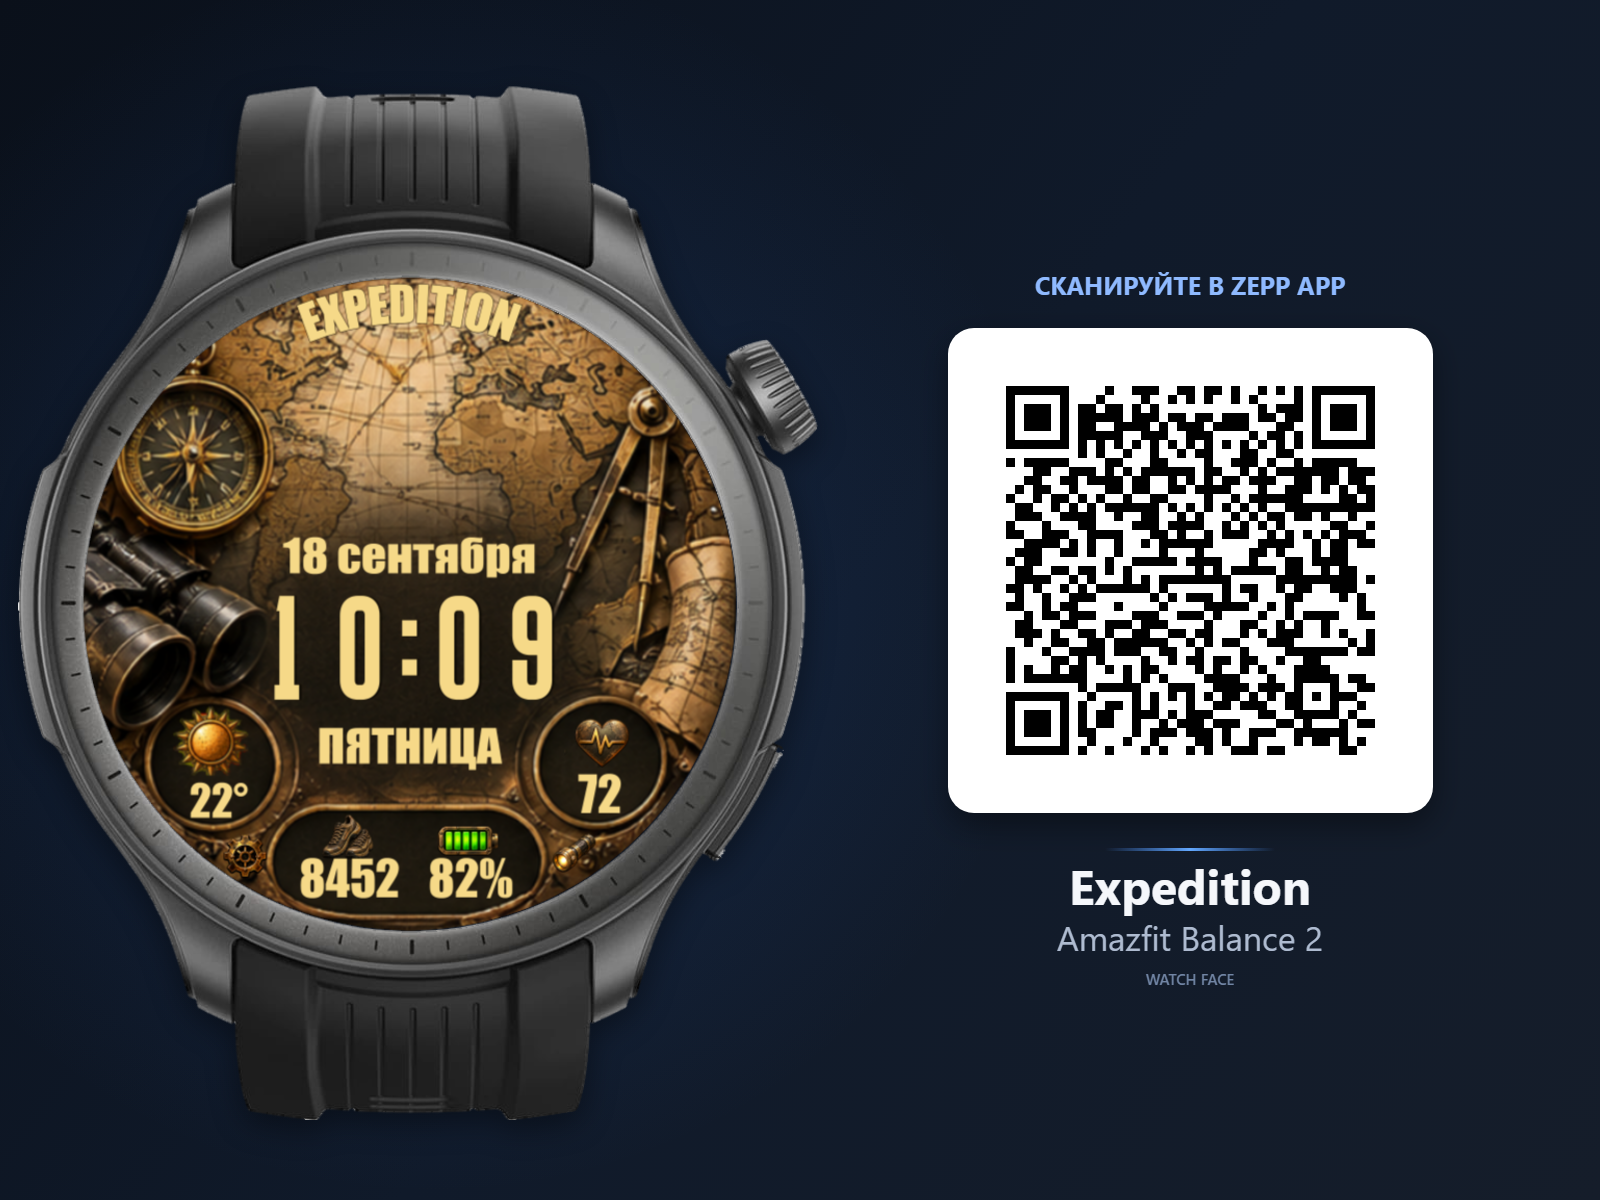 EXPEDITION
18 сентября
10:09
ПЯТНИЦА
22°
72
8452
82%
СКАНИРУЙТЕ В ZEPP APP
Expedition
Amazfit Balance 2
WATCH FACE